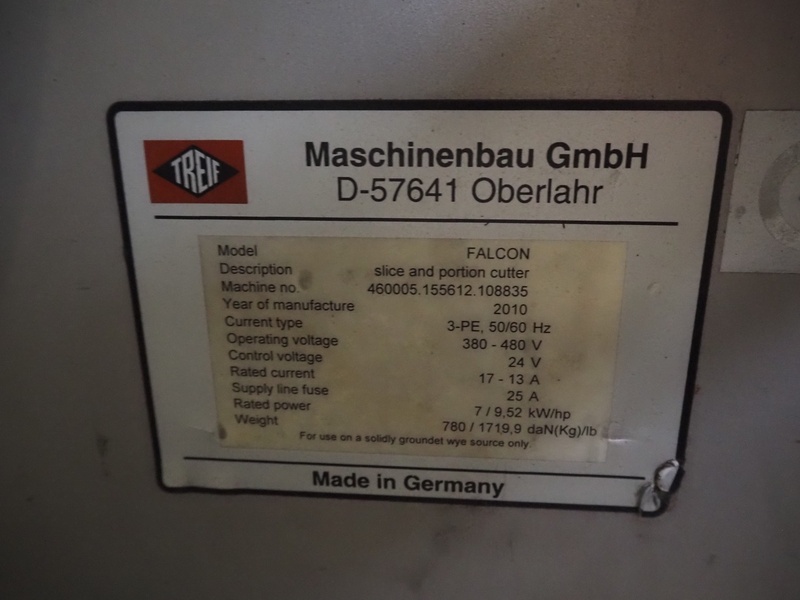 TREIF
Maschinenbau GmbH
D-57641 Oberlahr
Model FALCON
Description slice and portion cutter
Machine no. 460005.155612.108835
Year of manufacture 2010
Current type 3-PE, 50/60 Hz
Operating voltage 380 - 480 V
Control voltage 24 V
Rated current 17 - 13 A
Supply line fuse 25 A
Rated power 7 / 9,52 kW/hp
Weight 780 / 1719,9 daN(Kg)/lb
For use on a solidly groundet wye source only.
Made in Germany